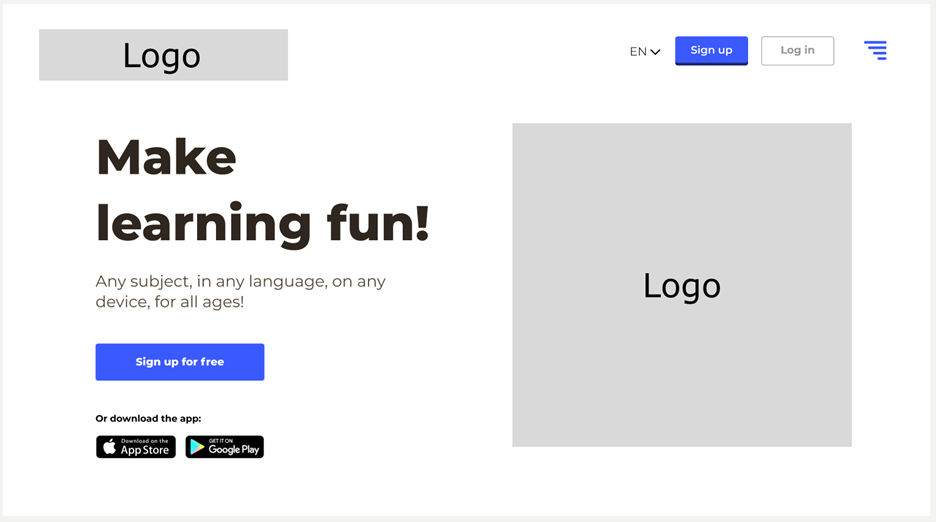 Logo
EN
Sign up
Log in
Make
learning fun!
Any subject, in any language, on any
device, for all ages!
Logo
Sign up for free
Or download the app:
Download on the
App Store
GET IT ON
Google Play